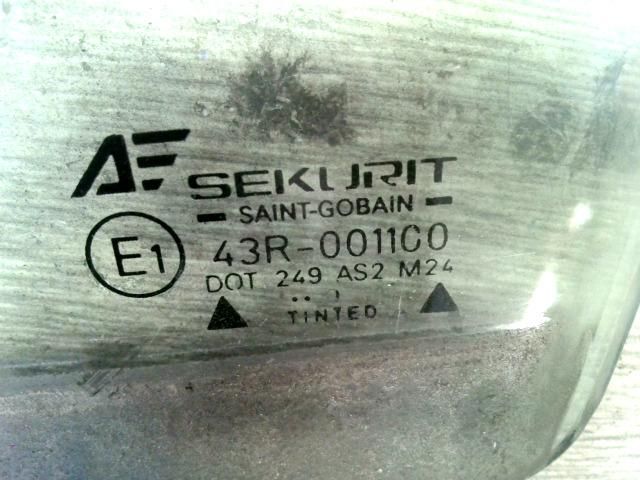 AF SEKURIT
SAINT-GOBAIN
E1 43R-0011C0
DOT 249 AS2 M24
TINTED